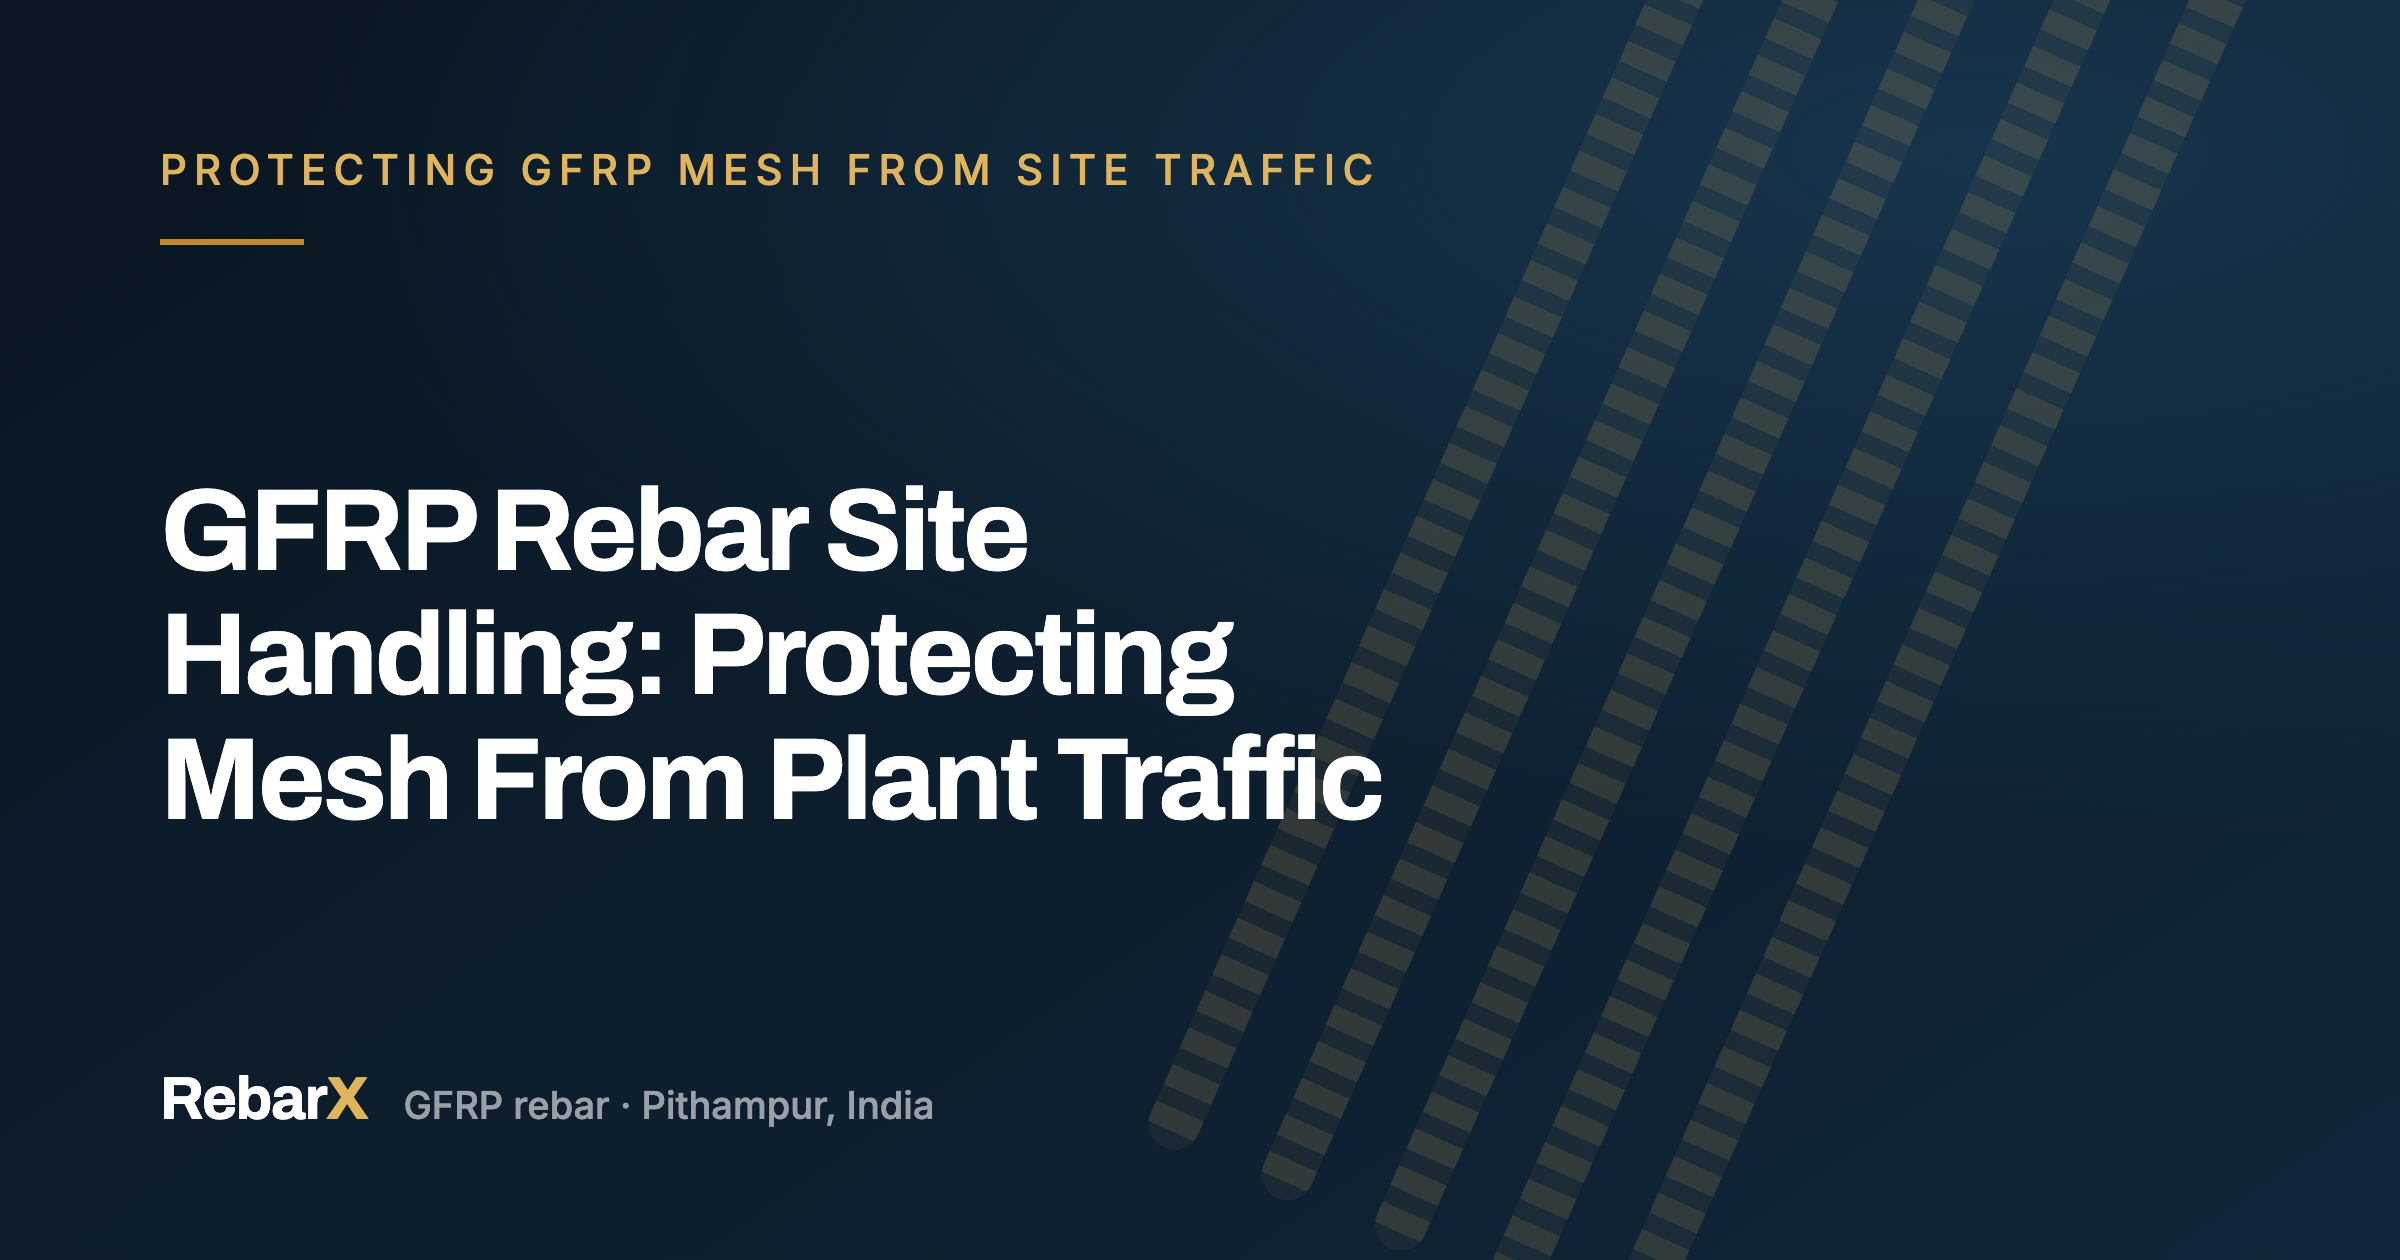 PROTECTING GFRP MESH FROM SITE TRAFFIC
GFRP Rebar Site
Handling: Protecting
Mesh From Plant Traffic
RebarX GFRP rebar · Pithampur, India